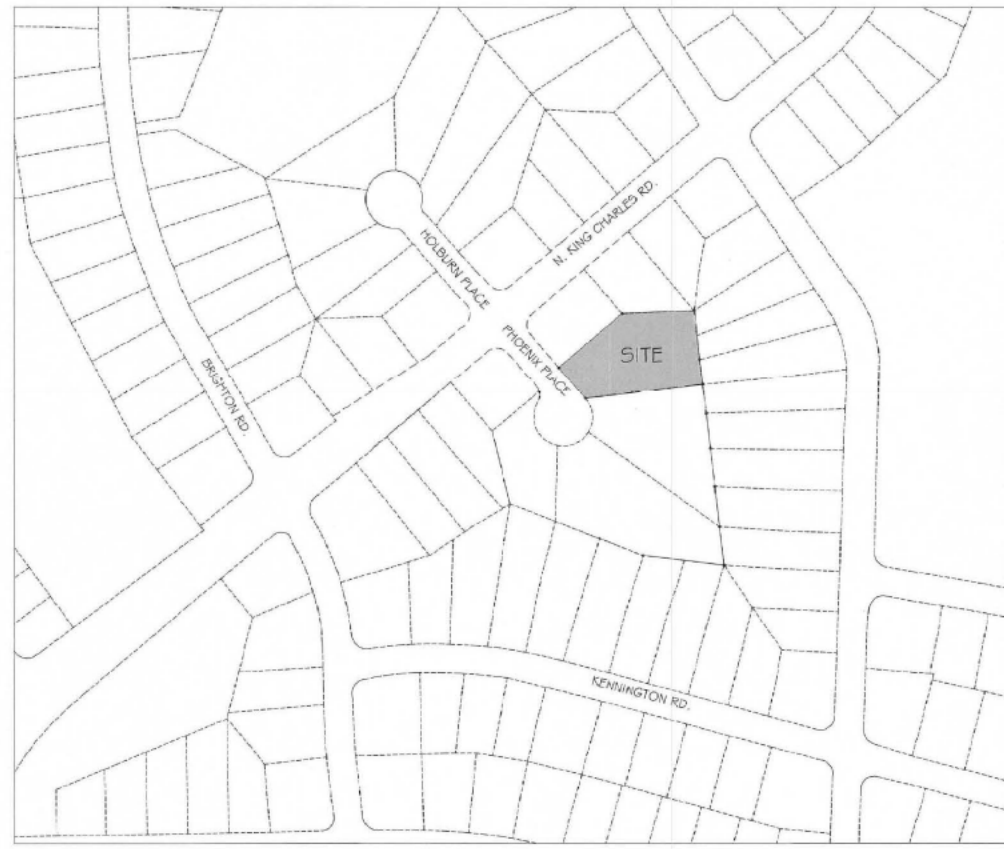 N. KING CHARLES RD.
HOLBURN PLACE
PHOENIX PLACE
SITE
BRIGHTON RD.
KENNINGTON RD.